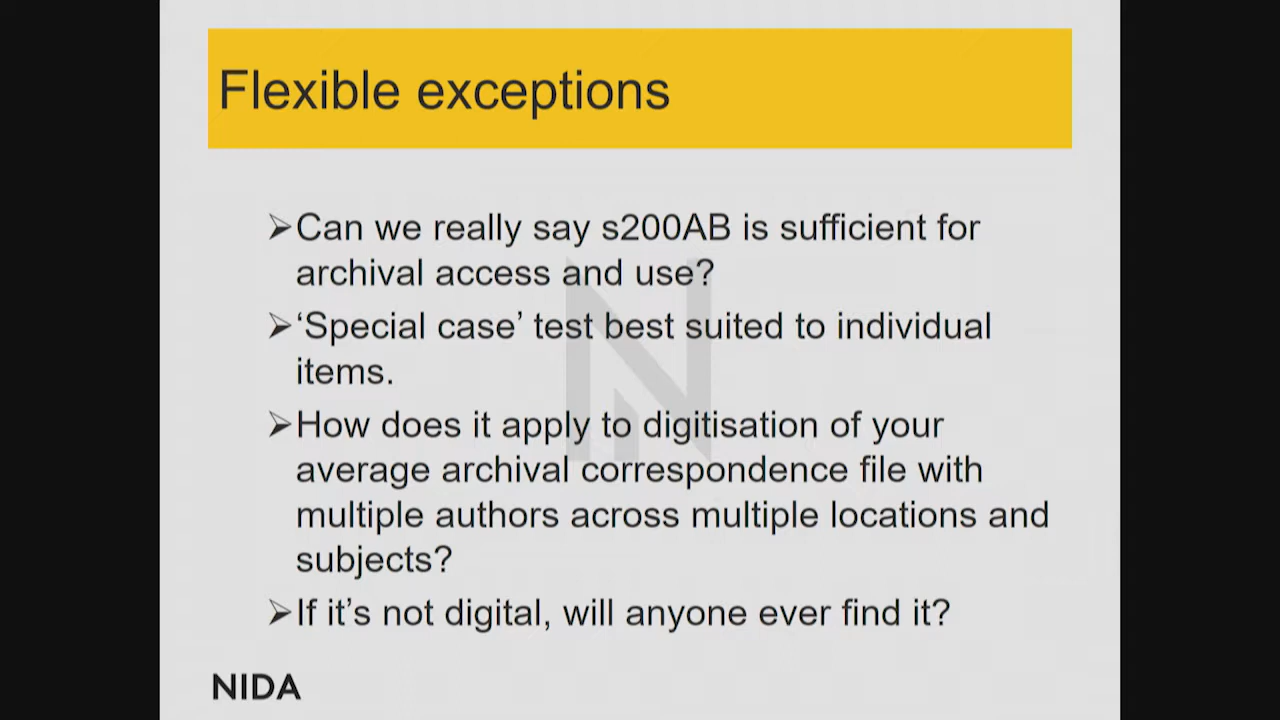 Flexible exceptions
➢Can we really say s200AB is sufficient for
archival access and use?
➢‘Special case’ test best suited to individual
items.
➢How does it apply to digitisation of your
average archival correspondence file with
multiple authors across multiple locations and
subjects?
➢If it’s not digital, will anyone ever find it?
NIDA